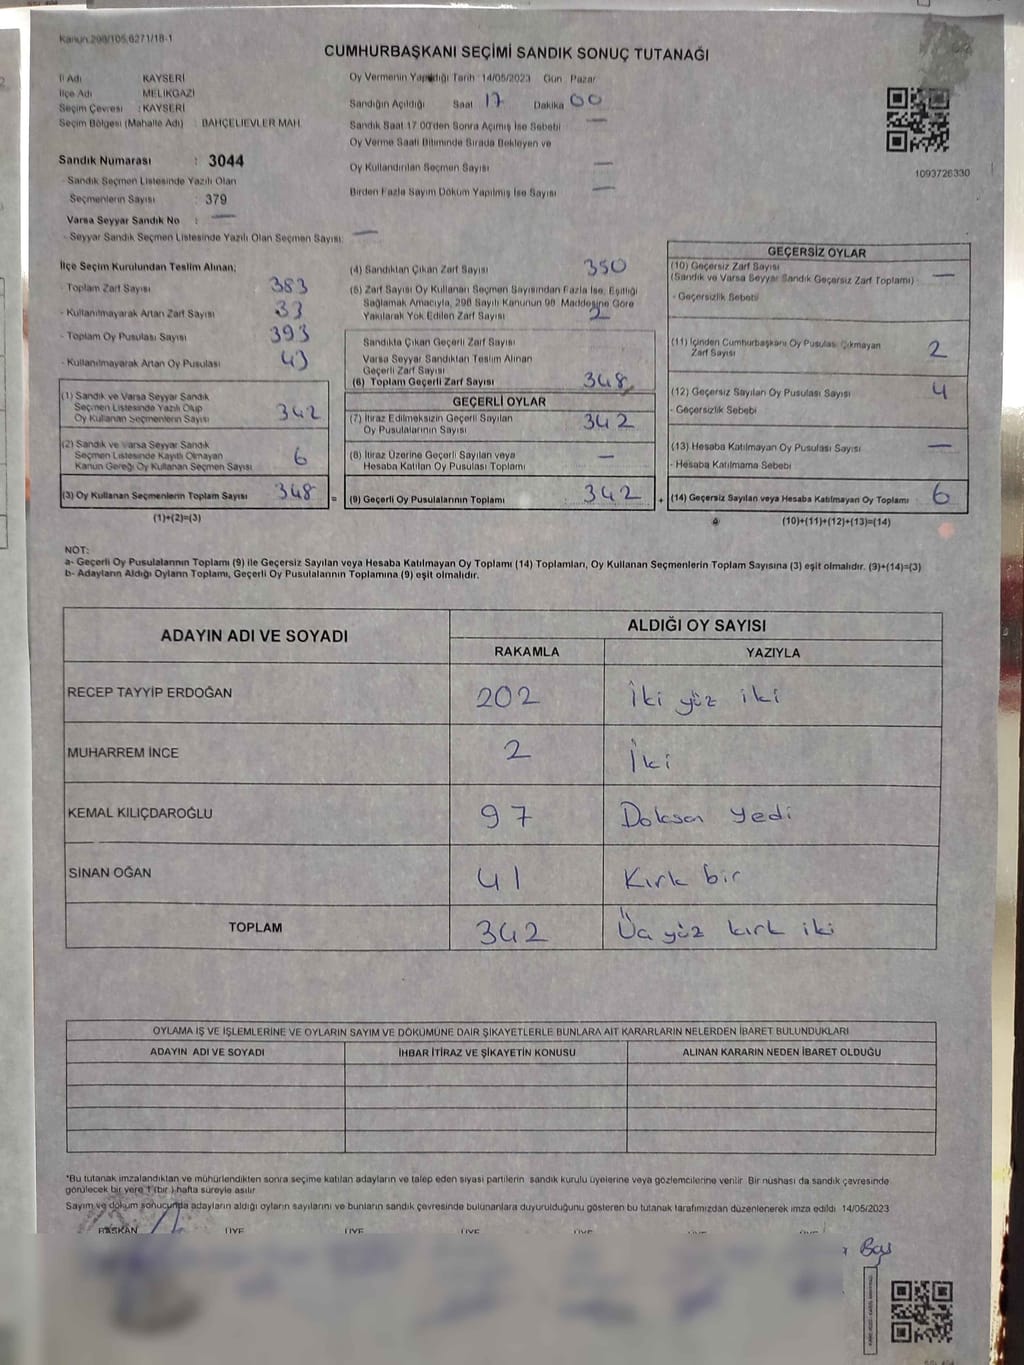 Kanun 298/105,6271/18-1
CUMHURBAŞKANI SEÇİMİ SANDIK SONUÇ TUTANAĞI
İl Adı KAYSERİ
İlçe Adı MELİKGAZİ
Seçim Çevresi : KAYSERİ
Seçim Bölgesi (Mahalle Adı) : BAHÇELİEVLER MAH.
Sandık Numarası : 3044
- Sandık Seçmen Listesinde Yazılı Olan
Seçmenlerin Sayısı : 379
Varsa Seyyar Sandık No : —
- Seyyar Sandık Seçmen Listesinde Yazılı Olan Seçmen Sayısı: —
Oy Vermenin Yapıldığı Tarih 14/05/2023 Gün Pazar
Sandığın Açıldığı Saat 17 Dakika 00
Sandık Saat 17.00'den Sonra Açımış İse Sebebi —
Oy Verme Saati Bitiminde Sırada Bekleyen ve
Oy Kullandırılan Seçmen Sayısı —
Birden Fazla Sayım Döküm Yapılmış İse Sayısı —
1093726330
İlçe Seçim Kurulundan Teslim Alınan;
- Toplam Zarf Sayısı 383
- Kullanılmayarak Artan Zarf Sayısı 33
- Toplam Oy Pusulası Sayısı 393
- Kullanılmayarak Artan Oy Pusulası 43
(1) Sandık ve Varsa Seyyar Sandık
Seçmen Listesinde Yazılı Olup
Oy Kullanan Seçmenlerin Sayısı 342
(2) Sandık ve Varsa Seyyar Sandık
Seçmen Listesinde Kayıtlı Olmayan
Kanun Gereği Oy Kullanan Seçmen Sayısı 6
(3) Oy Kullanan Seçmenlerin Toplam Sayısı 348 =
(1)+(2)=(3)
(4) Sandıktan Çıkan Zarf Sayısı 350
(5) Zarf Sayısı Oy Kullanan Seçmen Sayısından Fazla İse, Eşitliği
Sağlamak Amacıyla, 298 Sayılı Kanunun 98. Maddesine Göre
Yakılarak Yok Edilen Zarf Sayısı 2
Sandıkta Çıkan Geçerli Zarf Sayısı
Varsa Seyyar Sandıktan Teslim Alınan
Geçerli Zarf Sayısı
(6) Toplam Geçerli Zarf Sayısı 348
GEÇERLİ OYLAR
(7) İtiraz Edilmeksizin Geçerli Sayılan
Oy Pusulalarının Sayısı 342
(8) İtiraz Üzerine Geçerli Sayılan veya
Hesaba Katılan Oy Pusulası Toplamı —
(9) Geçerli Oy Pusulalarının Toplamı 342 +
GEÇERSİZ OYLAR
(10) Geçersiz Zarf Sayısı
(Sandık ve Varsa Seyyar Sandık Geçersiz Zarf Toplamı) —
- Geçersizlik Sebebi
(11) İçinden Cumhurbaşkanı Oy Pusulası Çıkmayan
Zarf Sayısı 2
(12) Geçersiz Sayılan Oy Pusulası Sayısı 4
- Geçersizlik Sebebi
(13) Hesaba Katılmayan Oy Pusulası Sayısı —
- Hesaba Katılmama Sebebi
(14) Geçersiz Sayılan veya Hesaba Katılmayan Oy Toplamı 6
(10)+(11)+(12)+(13)=(14)
NOT:
a- Geçerli Oy Pusulalarının Toplamı (9) ile Geçersiz Sayılan veya Hesaba Katılmayan Oy Toplamı (14) Toplamları, Oy Kullanan Seçmenlerin Toplam Sayısına (3) eşit olmalıdır. (9)+(14)=(3)
b- Adayların Aldığı Oyların Toplamı, Geçerli Oy Pusulalarının Toplamına (9) eşit olmalıdır.
ADAYIN ADI VE SOYADI
ALDIĞI OY SAYISI
RAKAMLA YAZIYLA
RECEP TAYYİP ERDOĞAN 202 İki yüz iki
MUHARREM İNCE 2 İki
KEMAL KILIÇDAROĞLU 97 Doksan yedi
SİNAN OĞAN 41 Kırk bir
TOPLAM 342 Üç yüz kırk iki
OYLAMA İŞ VE İŞLEMLERİNE VE OYLARIN SAYIM VE DÖKÜMÜNE DAİR ŞİKAYETLERLE BUNLARA AİT KARARLARIN NELERDEN İBARET BULUNDUKLARI
ADAYIN ADI VE SOYADI İHBAR İTİRAZ VE ŞİKAYETİN KONUSU ALINAN KARARIN NEDEN İBARET OLDUĞU
*Bu tutanak imzalandıktan ve mühürlendikten sonra seçime katılan adayların ve talep eden siyasi partilerin sandık kurulu üyelerine veya gözlemcilerine verilir. Bir nushası da sandık çevresinde
görülecek bir yere 1 (bir ) hafta süreyle asılır
Sayım ve döküm sonucunda adayların aldığı oyların sayılarını ve bunların sandık çevresinde bulunanlara duyurulduğunu gösteren bu tutanak tarafımızdan düzenlenerek imza edildi 14/05/2023
BAŞKAN ÜYE ÜYE ÜYE ÜYE ÜYE